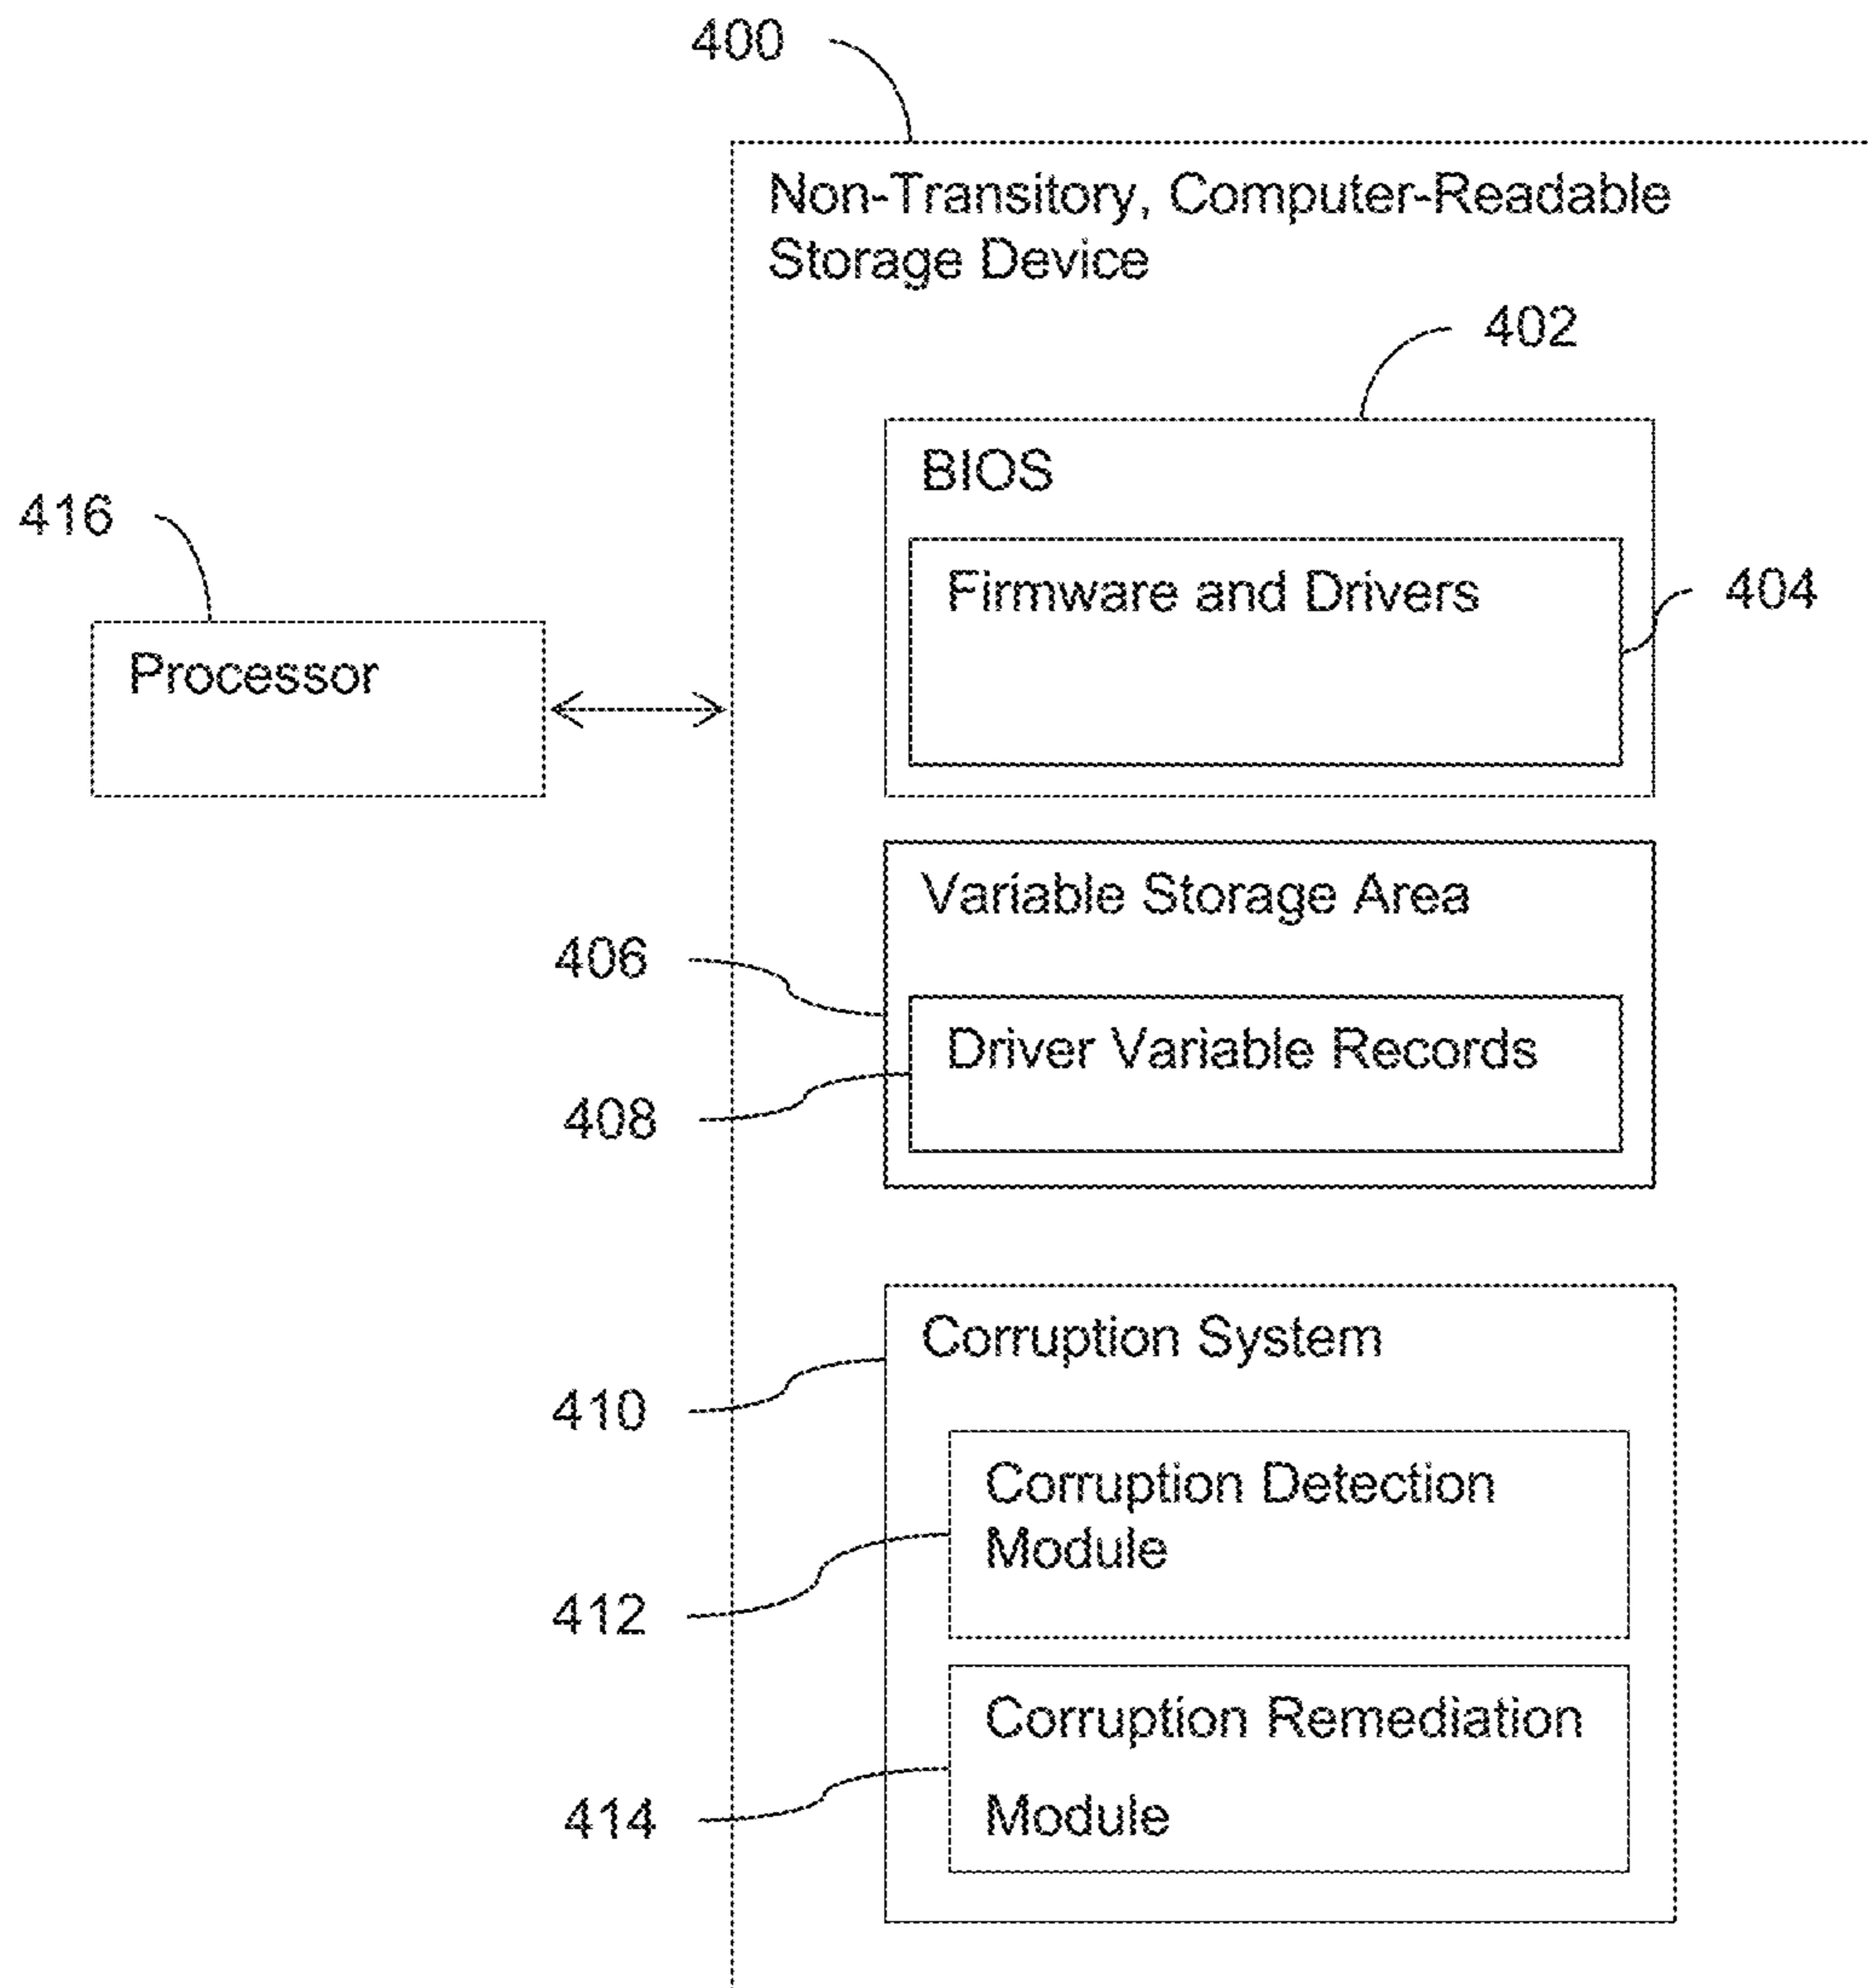 400
Non-Transitory, Computer-Readable
Storage Device
402
BIOS
416
Firmware and Drivers
404
Processor
Variable Storage Area
406
Driver Variable Records
408
Corruption System
410
Corruption Detection
Module
412
Corruption Remediation
Module
414